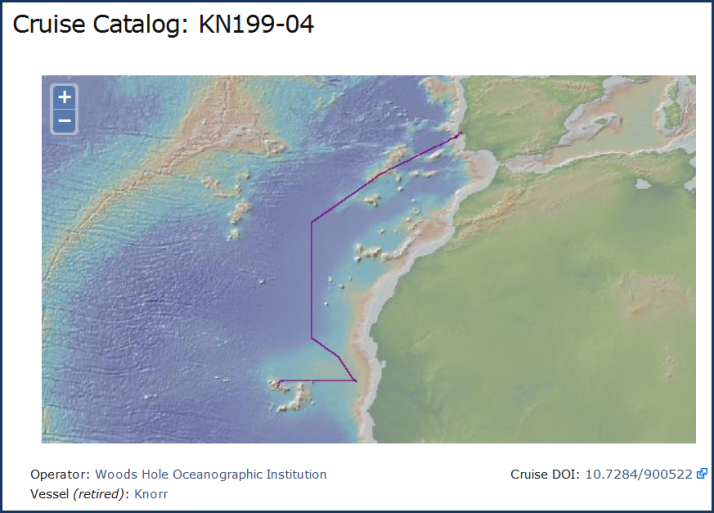 Cruise Catalog: KN199-04
+
−
Operator: Woods Hole Oceanographic Institution
Cruise DOI: 10.7284/900522
Vessel (retired): Knorr